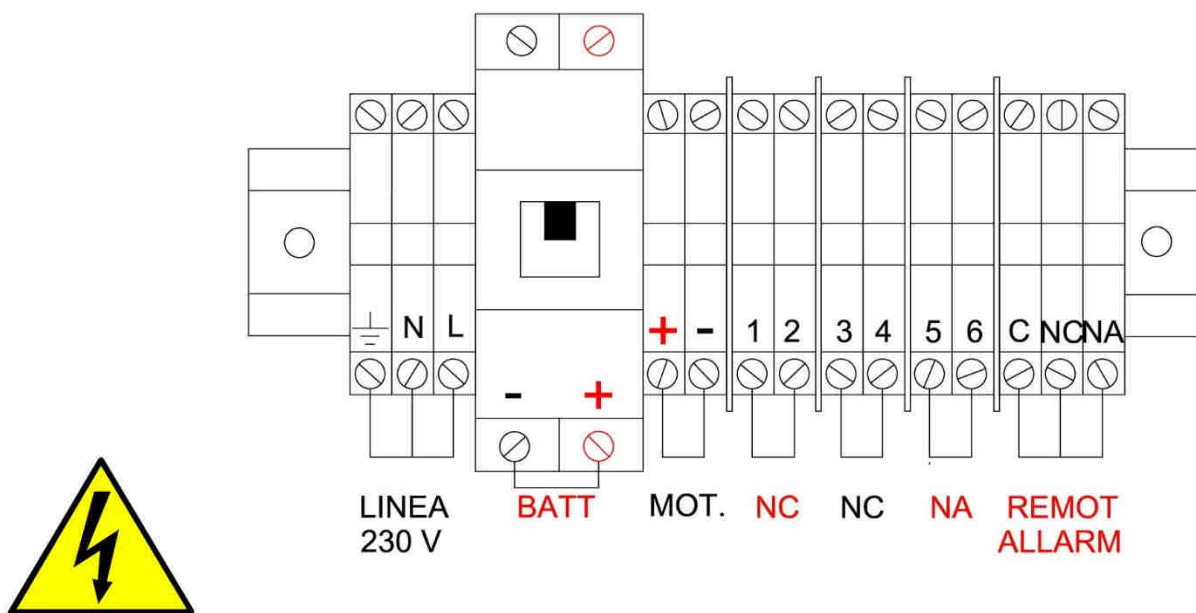 N L + - 1 2 3 4 5 6 C NC NA
- +
LINEA BATT MOT. NC NC NA REMOT
230 V ALLARM